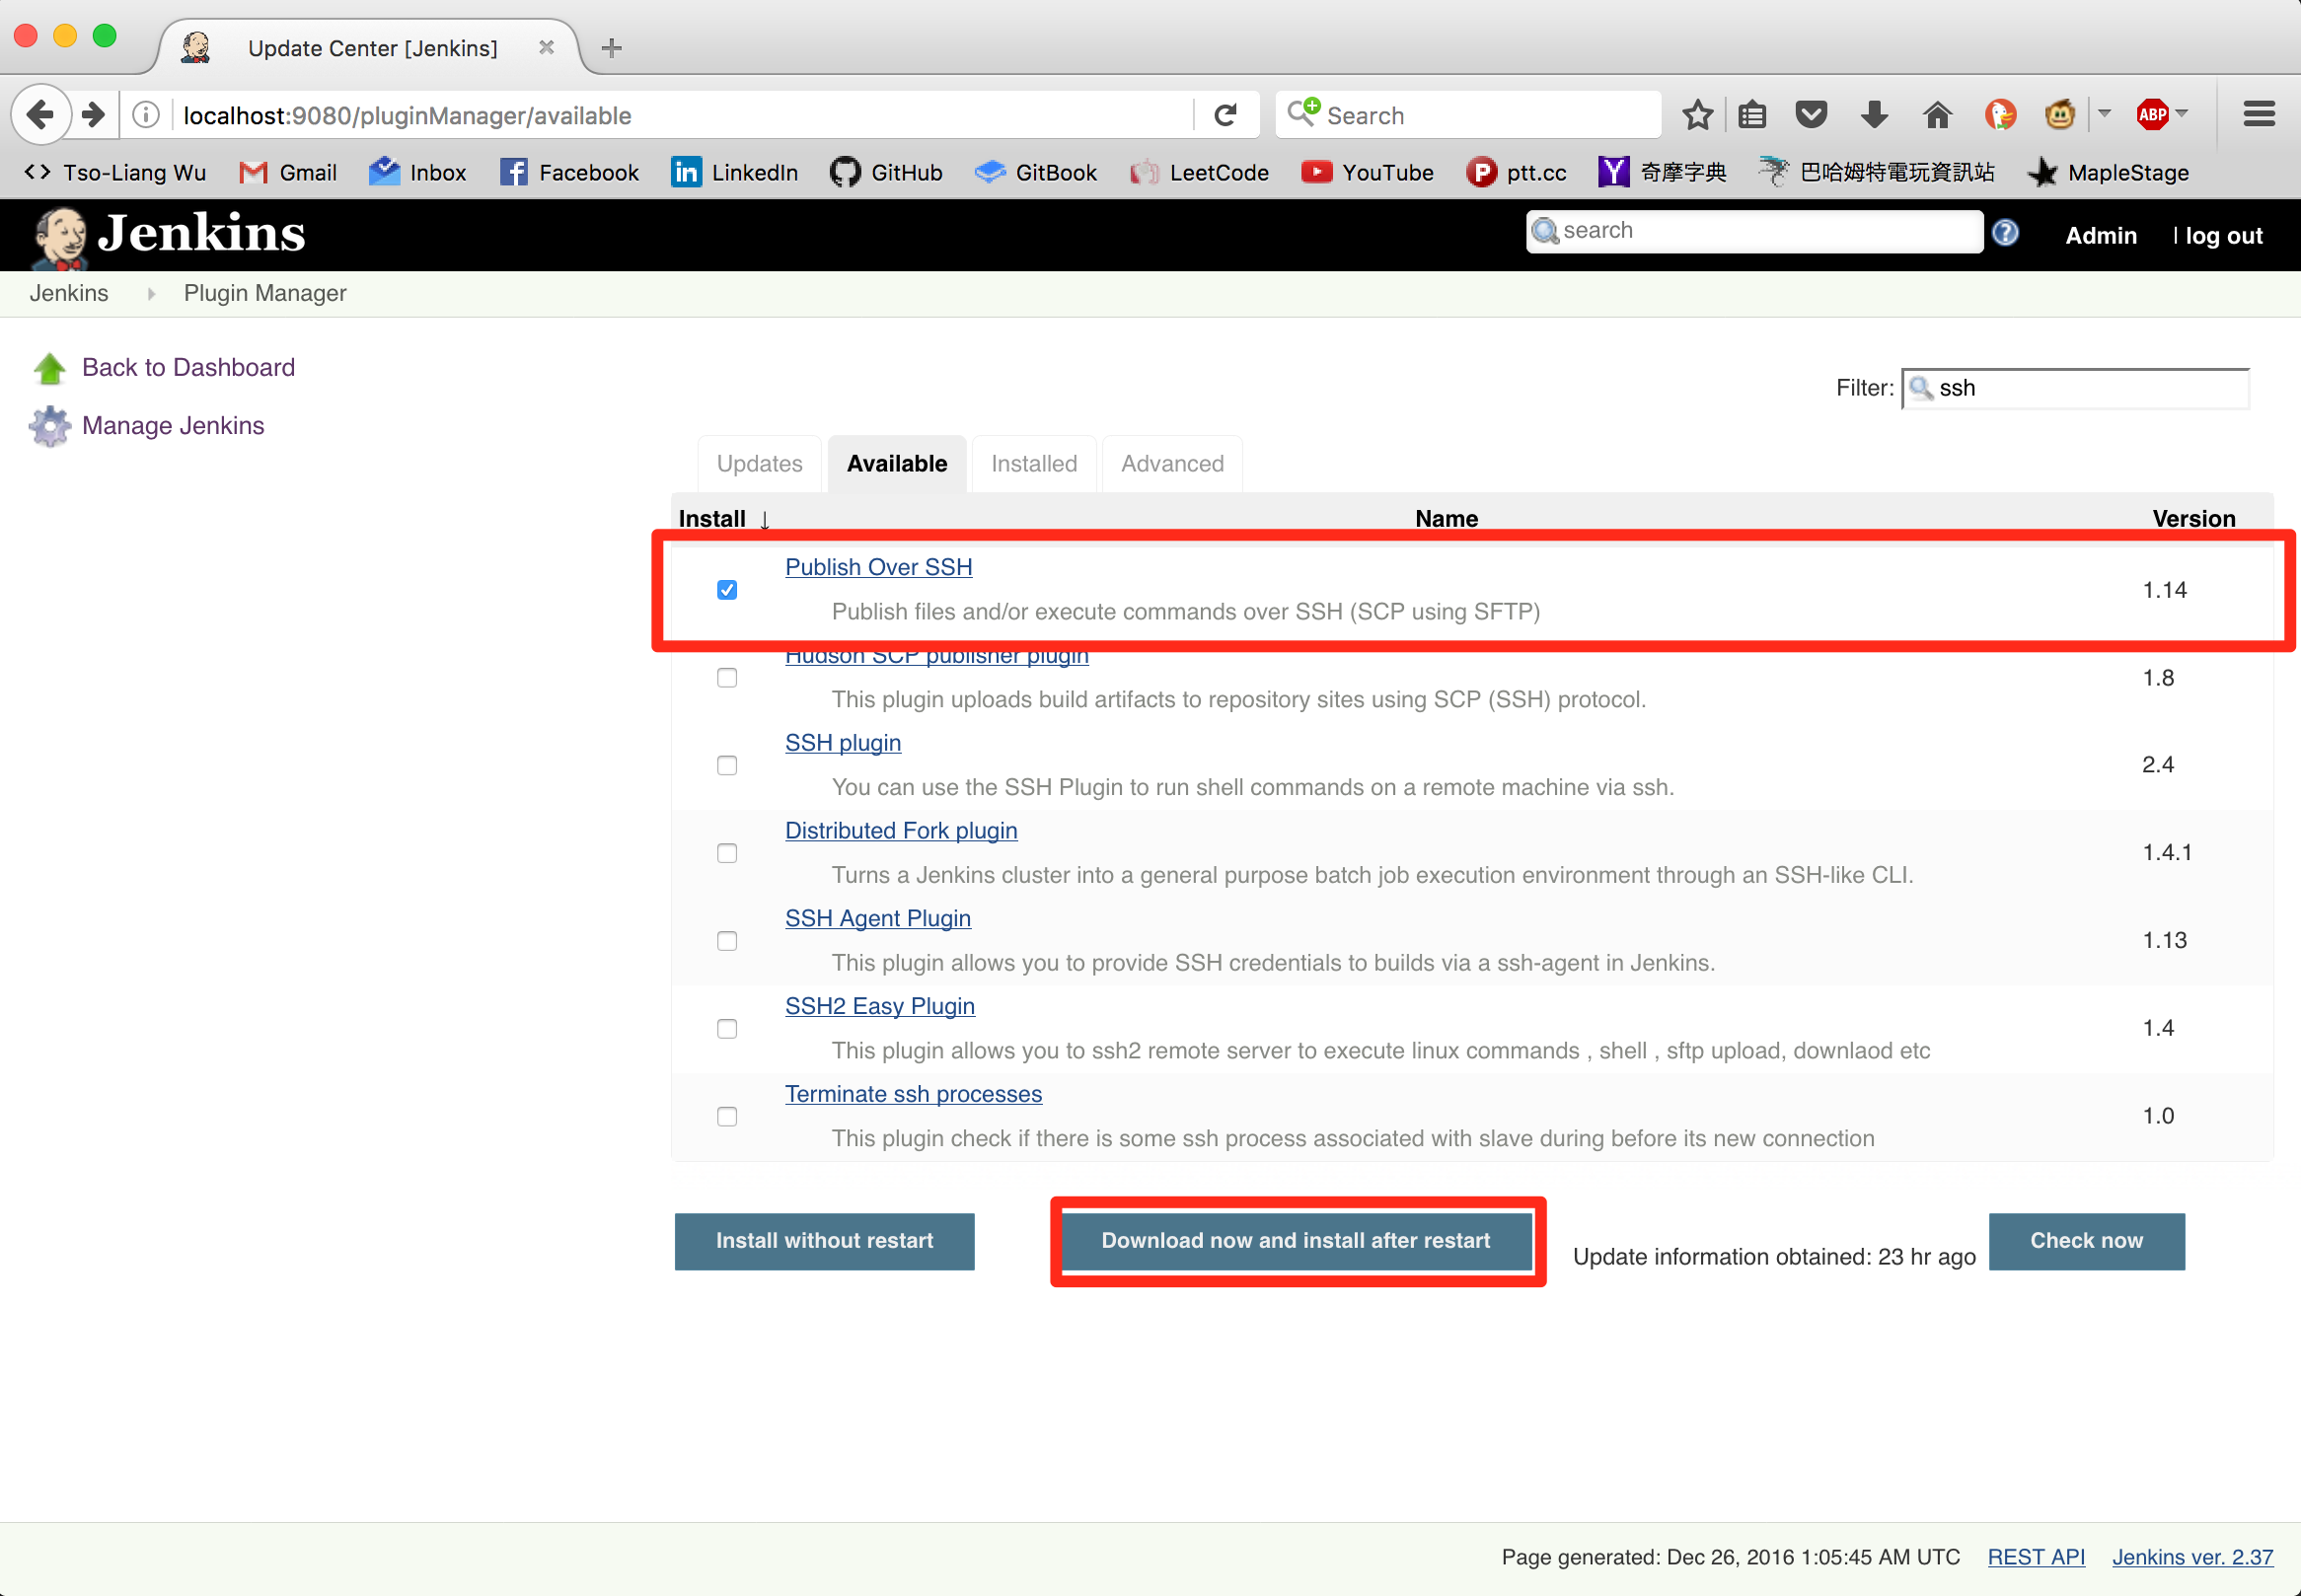 Update Center [Jenkins]
localhost:9080/pluginManager/available
Search
Tso-Liang Wu Gmail Inbox Facebook LinkedIn GitHub GitBook LeetCode YouTube ptt.cc 奇摩字典 巴哈姆特電玩資訊站 MapleStage
ABP
Jenkins
search
Admin | log out
Jenkins Plugin Manager
Back to Dashboard
Manage Jenkins
Filter: ssh
Updates Available Installed Advanced
Install ↓ Name Version
Publish Over SSH
Publish files and/or execute commands over SSH (SCP using SFTP)
1.14
Hudson SCP publisher plugin
This plugin uploads build artifacts to repository sites using SCP (SSH) protocol.
1.8
SSH plugin
You can use the SSH Plugin to run shell commands on a remote machine via ssh.
2.4
Distributed Fork plugin
Turns a Jenkins cluster into a general purpose batch job execution environment through an SSH-like CLI.
1.4.1
SSH Agent Plugin
This plugin allows you to provide SSH credentials to builds via a ssh-agent in Jenkins.
1.13
SSH2 Easy Plugin
This plugin allows you to ssh2 remote server to execute linux commands , shell , sftp upload, downlaod etc
1.4
Terminate ssh processes
This plugin check if there is some ssh process associated with slave during before its new connection
1.0
Install without restart
Download now and install after restart
Update information obtained: 23 hr ago
Check now
Page generated: Dec 26, 2016 1:05:45 AM UTC REST API Jenkins ver. 2.37